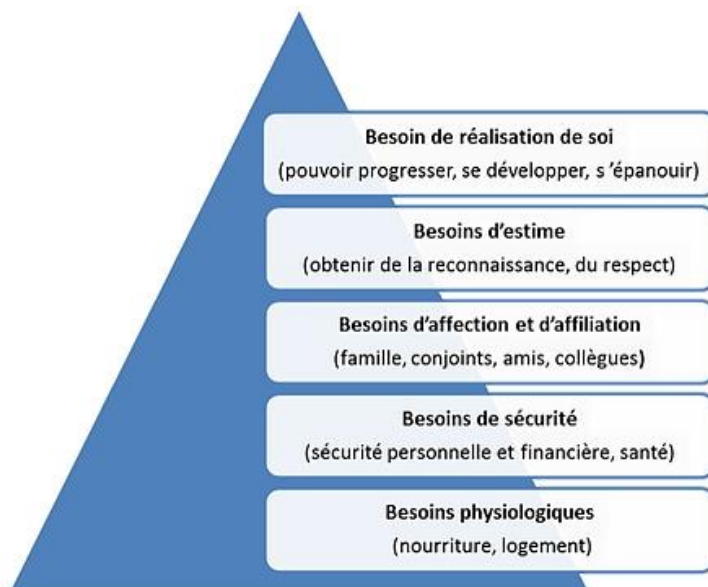 Besoin de réalisation de soi
(pouvoir progresser, se développer, s ’épanouir)
Besoins d’estime
(obtenir de la reconnaissance, du respect)
Besoins d’affection et d’affiliation
(famille, conjoints, amis, collègues)
Besoins de sécurité
(sécurité personnelle et financière, santé)
Besoins physiologiques
(nourriture, logement)